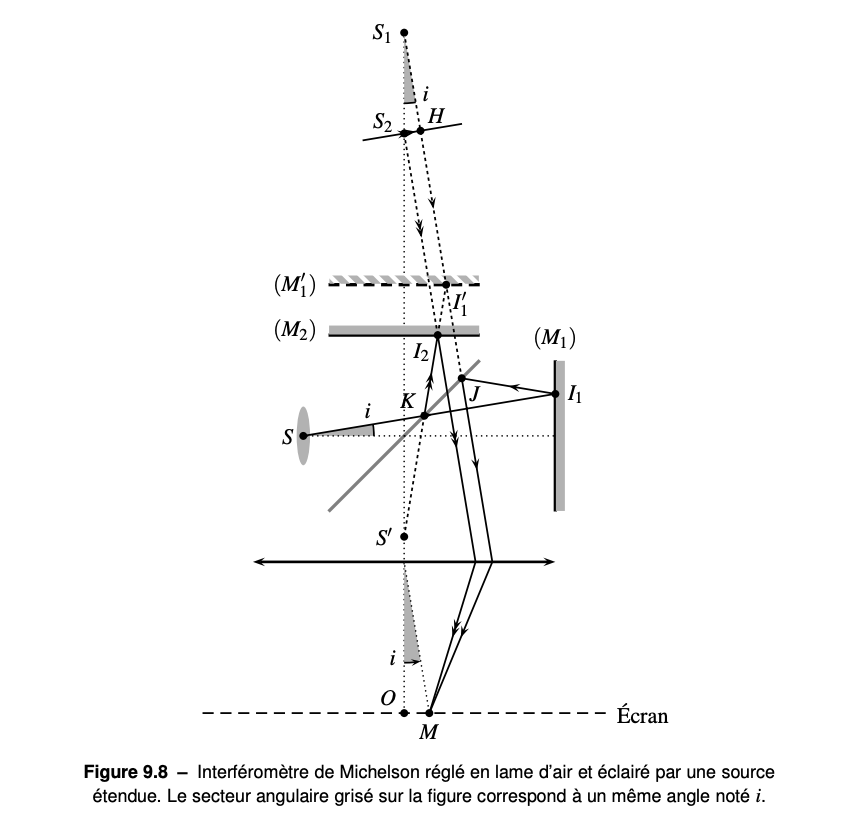 S₁
i
S₂ H
(M′₁)
I′₁
(M₂)
(M₁)
I₂
K J I₁
i
S
S′
i
O
Écran
M
Figure 9.8 – Interféromètre de Michelson réglé en lame d'air et éclairé par une source
étendue. Le secteur angulaire grisé sur la figure correspond à un même angle noté i.